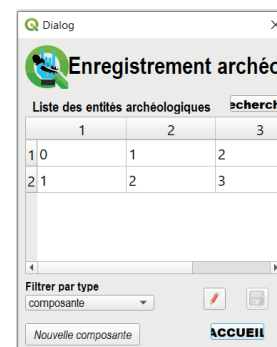 Dialog
Enregistrement archéo
Liste des entités archéologiques echerch
1 2 3
1 0 1 2
2 1 2 3
Filtrer par type
composante
Nouvelle composante ACCUEIL